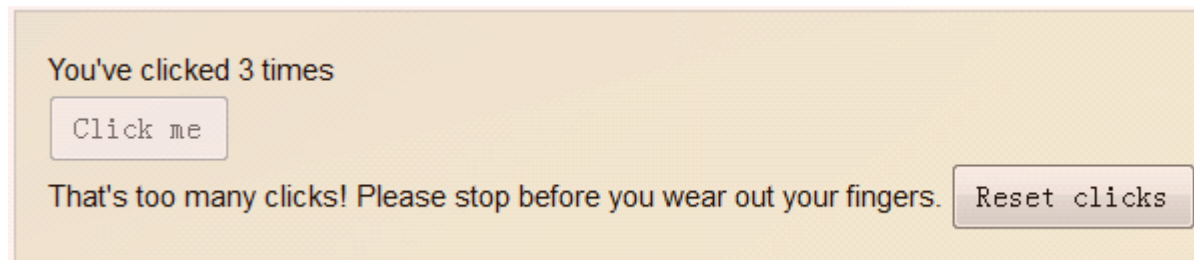 You've clicked 3 times
Click me
That's too many clicks! Please stop before you wear out your fingers. Reset clicks